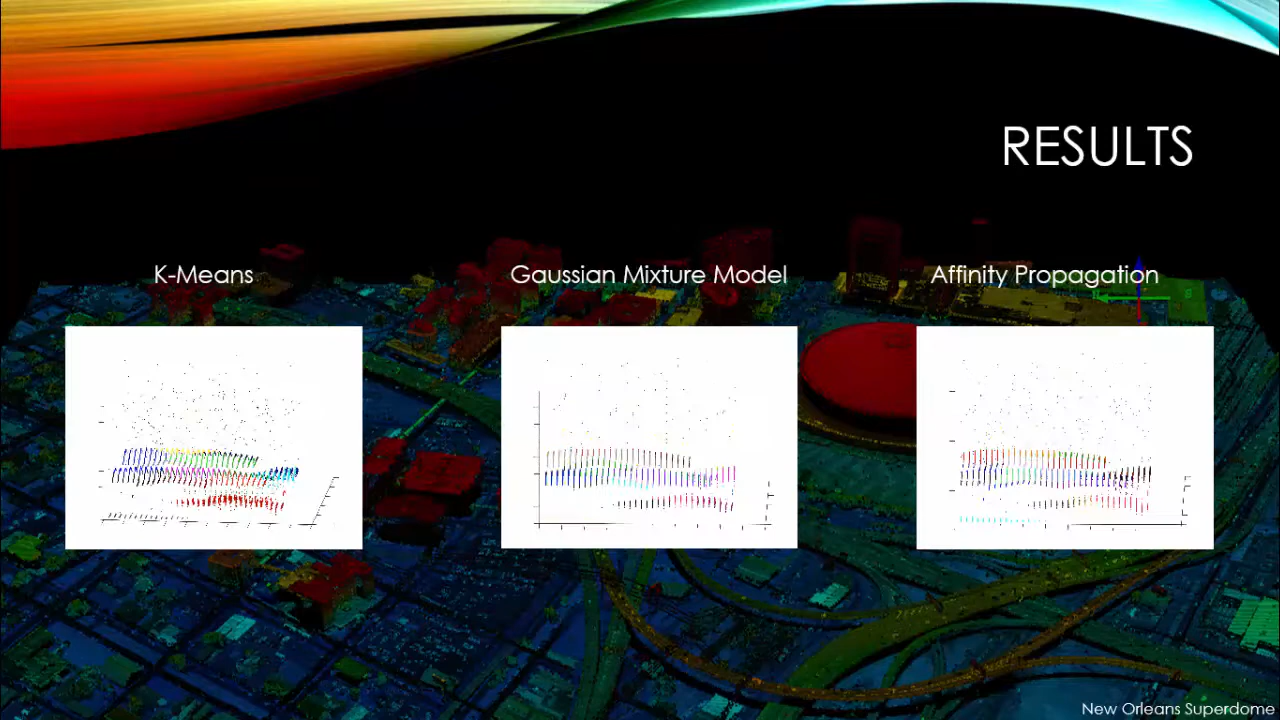 RESULTS
K-Means
Gaussian Mixture Model
Affinity Propagation
New Orleans Superdome